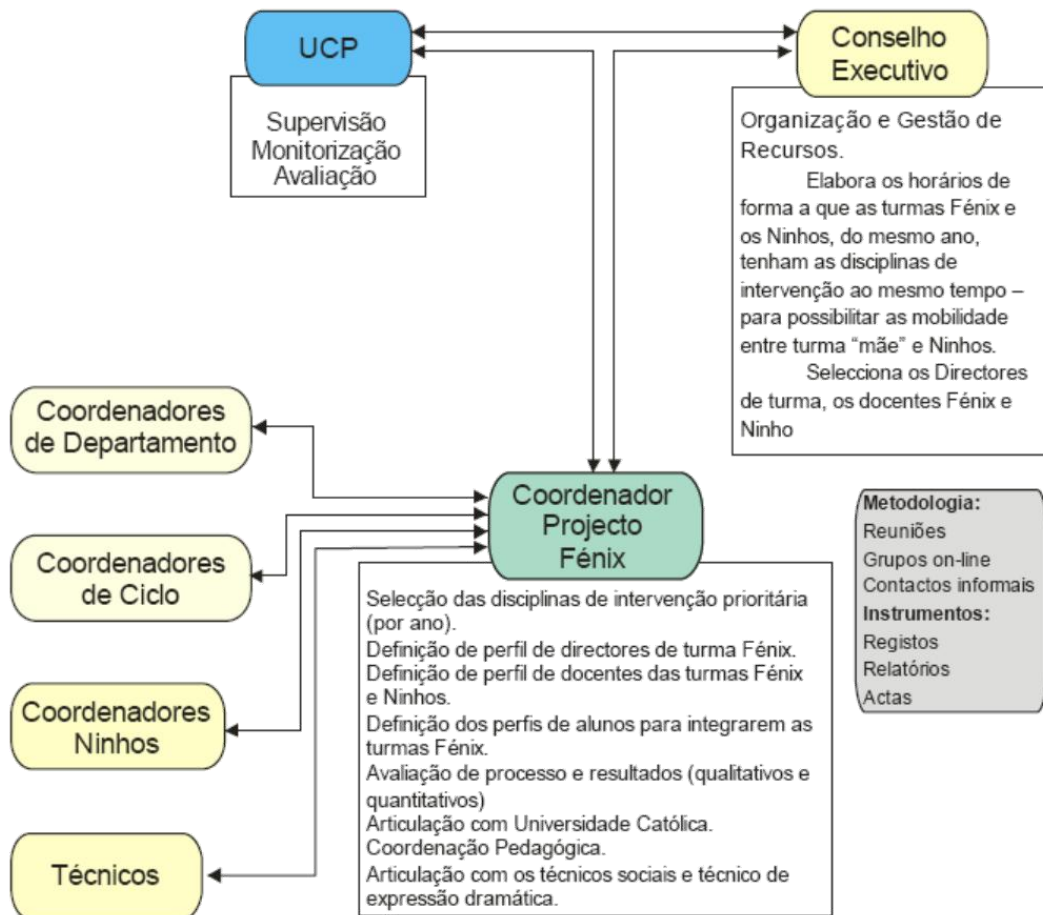 UCP
Supervisão
Monitorização
Avaliação
Conselho
Executivo
Organização e Gestão de
Recursos.
Elabora os horários de
forma a que as turmas Fénix e
os Ninhos, do mesmo ano,
tenham as disciplinas de
intervenção ao mesmo tempo –
para possibilitar as mobilidade
entre turma “mãe” e Ninhos.
Selecciona os Directores
de turma, os docentes Fénix e
Ninho
Coordenadores
de Departamento
Coordenadores
de Ciclo
Coordenadores
Ninhos
Técnicos
Coordenador
Projecto
Fénix
Selecção das disciplinas de intervenção prioritária
(por ano).
Definição de perfil de directores de turma Fénix.
Definição de perfil de docentes das turmas Fénix
e Ninhos.
Definição dos perfis de alunos para integrarem as
turmas Fénix.
Avaliação de processo e resultados (qualitativos e
quantitativos)
Articulação com Universidade Católica.
Coordenação Pedagógica.
Articulação com os técnicos sociais e técnico de
expressão dramática.
Metodologia:
Reuniões
Grupos on-line
Contactos informais
Instrumentos:
Registos
Relatórios
Actas